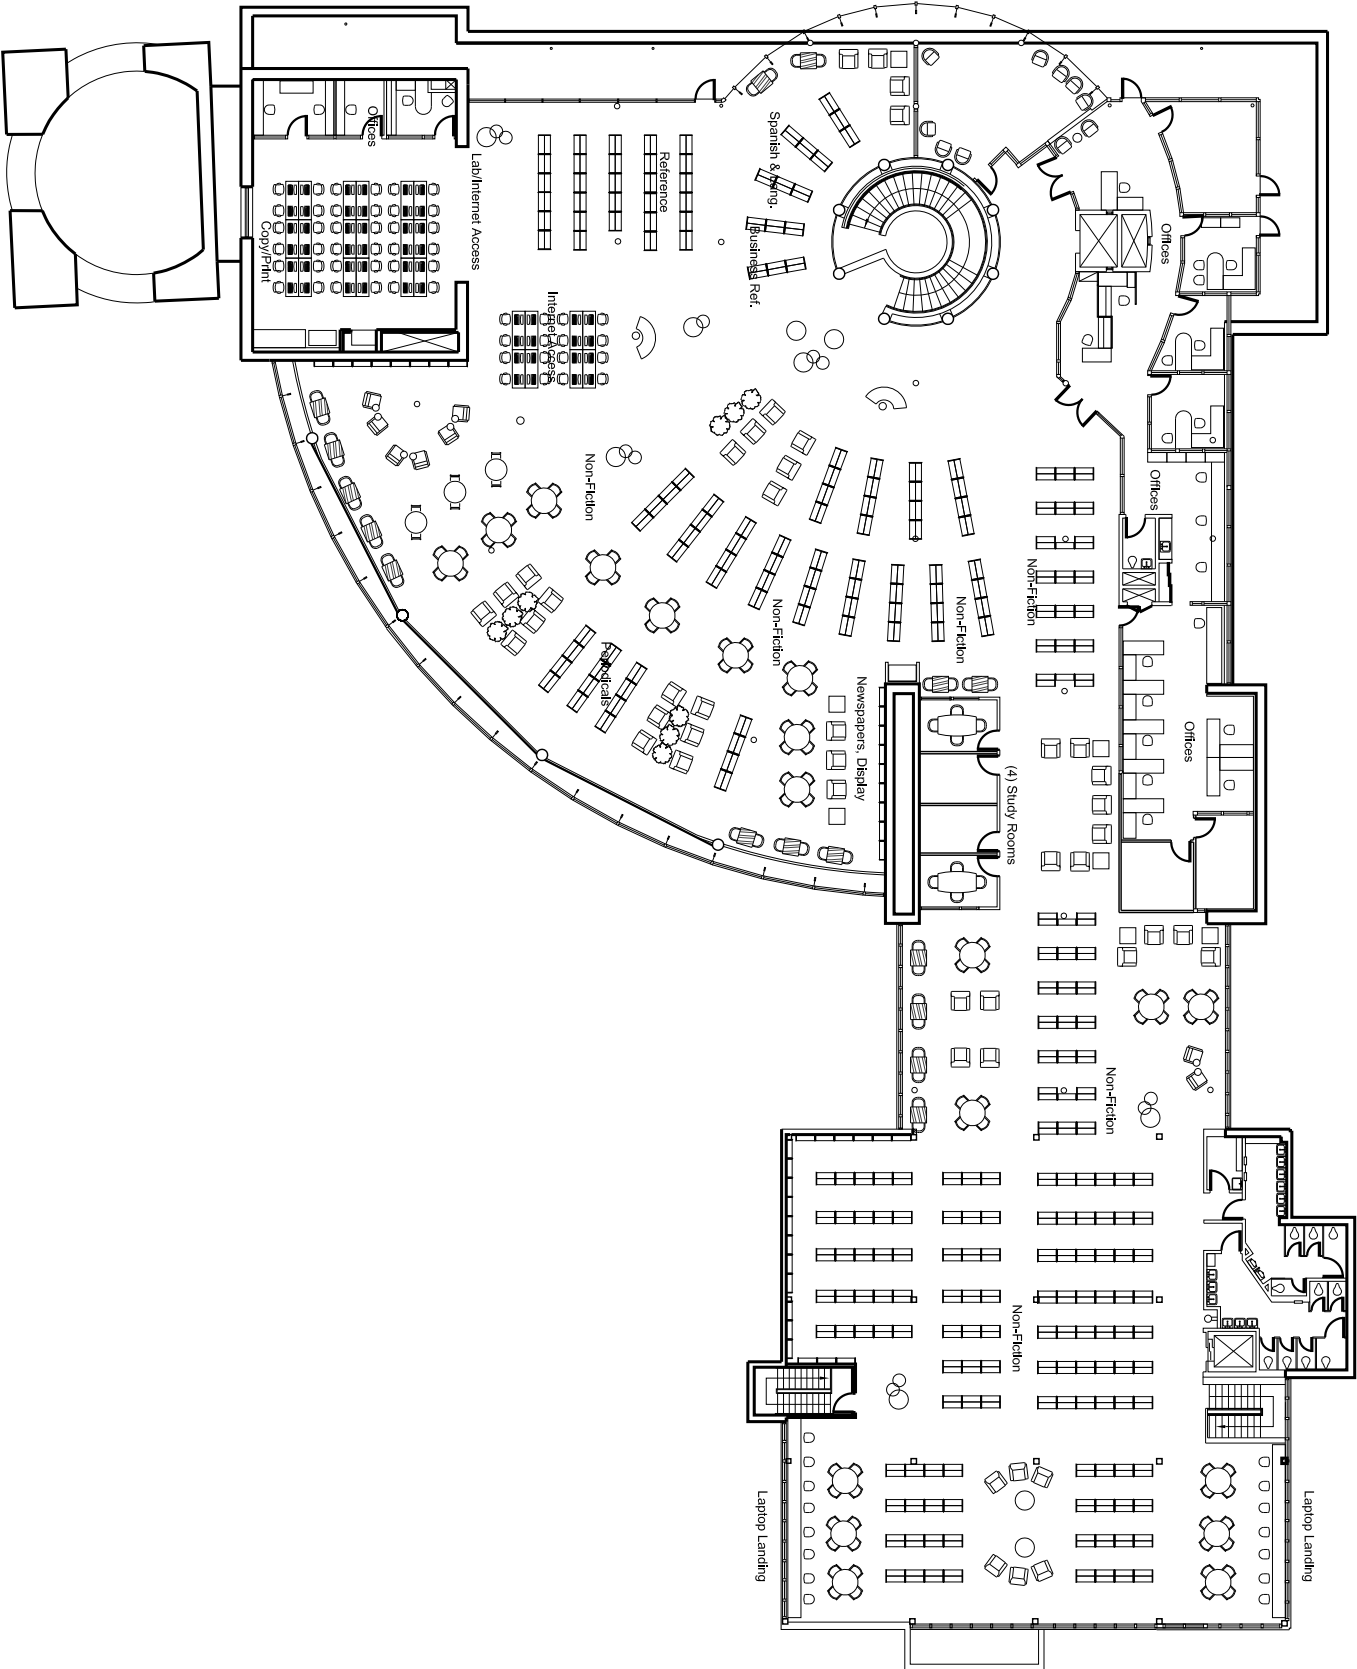 Offices
Lab/Internet Access
Copy/Print
Reference
Spanish & Lang.
Business Ref.
Offices
Internet Access
Non-Fiction
Offices
Non-Fiction
Non-Fiction
Non-Fiction
Periodicals
Newspapers, Display
Offices
(4) Study Rooms
Non-Fiction
Non-Fiction
Laptop Landing
Laptop Landing